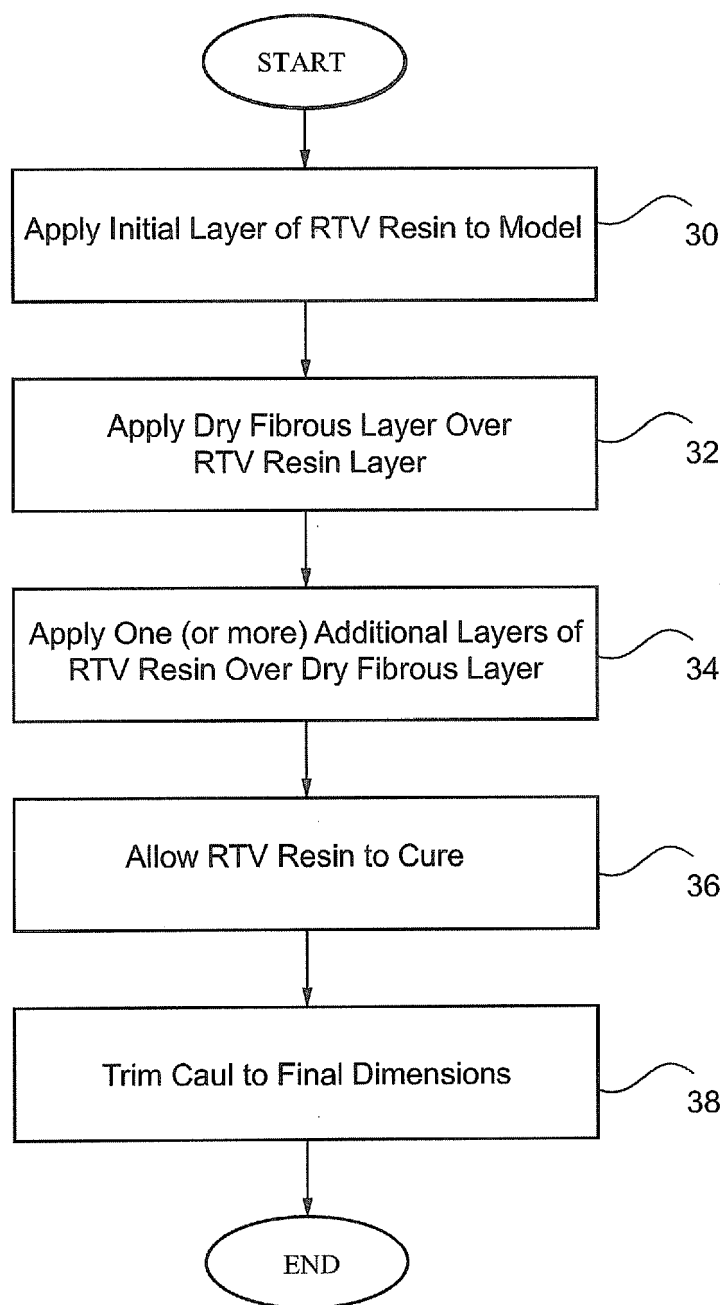 START
Apply Initial Layer of RTV Resin to Model
30
Apply Dry Fibrous Layer Over
RTV Resin Layer
32
Apply One (or more) Additional Layers of
RTV Resin Over Dry Fibrous Layer
34
Allow RTV Resin to Cure
36
Trim Caul to Final Dimensions
38
END